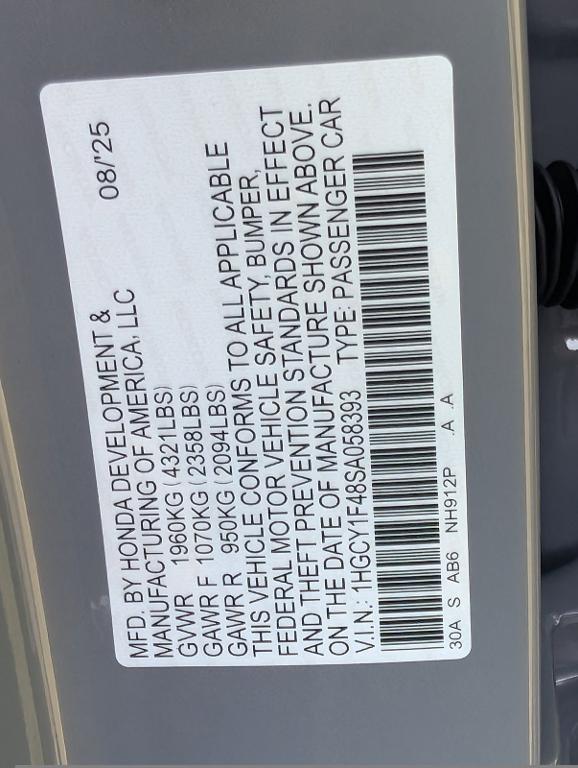 MFD. BY HONDA DEVELOPMENT & 08/'25
MANUFACTURING OF AMERICA, LLC
GVWR 1960KG (4321LBS)
GAWR F 1070KG (2358LBS)
GAWR R 950KG (2094LBS)
THIS VEHICLE CONFORMS TO ALL APPLICABLE
FEDERAL MOTOR VEHICLE SAFETY, BUMPER,
AND THEFT PREVENTION STANDARDS IN EFFECT
ON THE DATE OF MANUFACTURE SHOWN ABOVE.
V.I.N.: 1HGCY1F48SA058393 TYPE: PASSENGER CAR
30A S AB6 NH912P .A .A